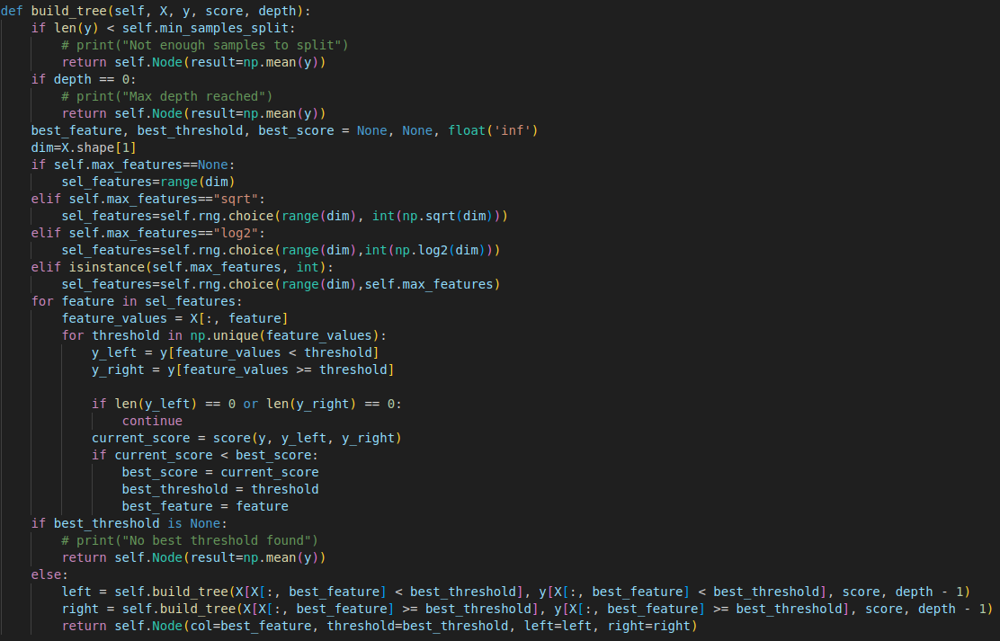 def build_tree(self, X, y, score, depth):
    if len(y) < self.min_samples_split:
        # print("Not enough samples to split")
        return self.Node(result=np.mean(y))
    if depth == 0:
        # print("Max depth reached")
        return self.Node(result=np.mean(y))
    best_feature, best_threshold, best_score = None, None, float('inf')
    dim=X.shape[1]
    if self.max_features==None:
        sel_features=range(dim)
    elif self.max_features=="sqrt":
        sel_features=self.rng.choice(range(dim), int(np.sqrt(dim)))
    elif self.max_features=="log2":
        sel_features=self.rng.choice(range(dim),int(np.log2(dim)))
    elif isinstance(self.max_features, int):
        sel_features=self.rng.choice(range(dim),self.max_features)
    for feature in sel_features:
        feature_values = X[:, feature]
        for threshold in np.unique(feature_values):
            y_left = y[feature_values < threshold]
            y_right = y[feature_values >= threshold]

            if len(y_left) == 0 or len(y_right) == 0:
                continue
            current_score = score(y, y_left, y_right)
            if current_score < best_score:
                best_score = current_score
                best_threshold = threshold
                best_feature = feature
    if best_threshold is None:
        # print("No best threshold found")
        return self.Node(result=np.mean(y))
    else:
        left = self.build_tree(X[X[:, best_feature] < best_threshold], y[X[:, best_feature] < best_threshold], score, depth - 1)
        right = self.build_tree(X[X[:, best_feature] >= best_threshold], y[X[:, best_feature] >= best_threshold], score, depth - 1)
        return self.Node(col=best_feature, threshold=best_threshold, left=left, right=right)